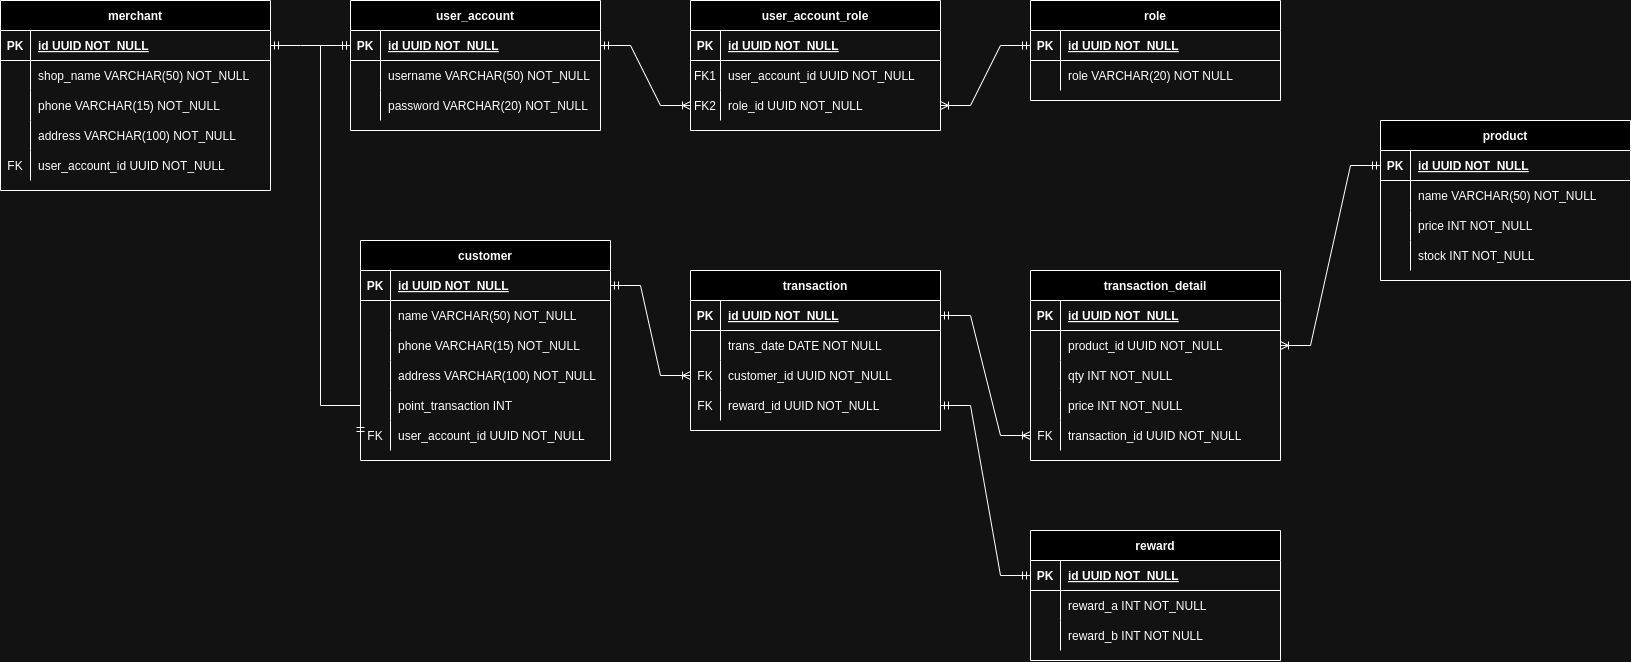 merchant
PK id UUID NOT_NULL
shop_name VARCHAR(50) NOT_NULL
phone VARCHAR(15) NOT_NULL
address VARCHAR(100) NOT_NULL
FK user_account_id UUID NOT_NULL
user_account
PK id UUID NOT_NULL
username VARCHAR(50) NOT_NULL
password VARCHAR(20) NOT_NULL
user_account_role
PK id UUID NOT_NULL
FK1 user_account_id UUID NOT_NULL
FK2 role_id UUID NOT_NULL
role
PK id UUID NOT_NULL
role VARCHAR(20) NOT NULL
product
PK id UUID NOT_NULL
name VARCHAR(50) NOT_NULL
price INT NOT_NULL
stock INT NOT_NULL
customer
PK id UUID NOT_NULL
name VARCHAR(50) NOT_NULL
phone VARCHAR(15) NOT_NULL
address VARCHAR(100) NOT_NULL
point_transaction INT
FK user_account_id UUID NOT_NULL
transaction
PK id UUID NOT_NULL
trans_date DATE NOT NULL
FK customer_id UUID NOT_NULL
FK reward_id UUID NOT_NULL
transaction_detail
PK id UUID NOT_NULL
product_id UUID NOT_NULL
qty INT NOT_NULL
price INT NOT_NULL
FK transaction_id UUID NOT_NULL
reward
PK id UUID NOT_NULL
reward_a INT NOT_NULL
reward_b INT NOT NULL